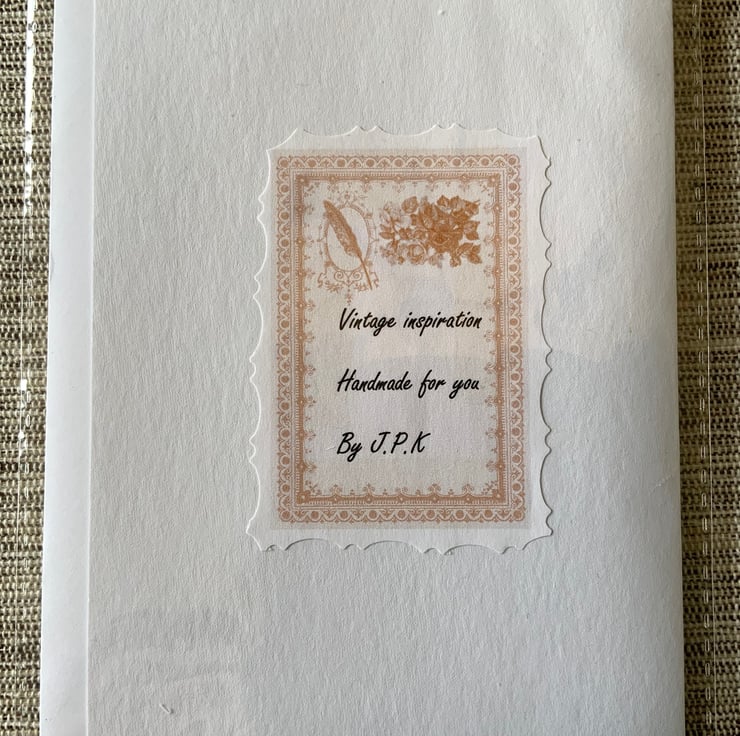 Vintage inspiration
Handmade for you
By J.P.K